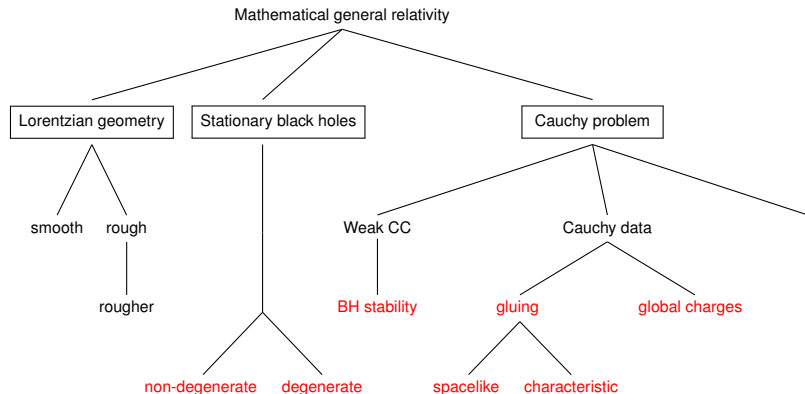 Mathematical general relativity
Lorentzian geometry
Stationary black holes
Cauchy problem
smooth
rough
Weak CC
Cauchy data
rougher
BH stability
gluing
global charges
non-degenerate
degenerate
spacelike
characteristic